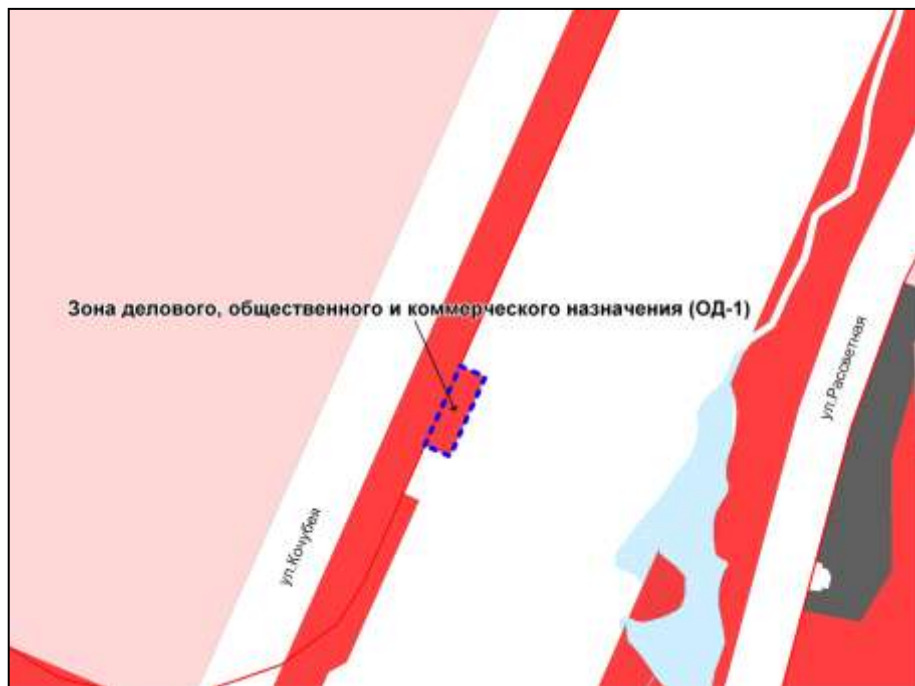 Зона делового, общественного и коммерческого назначения (ОД-1)
ул.Рассветная
ул.Кочубея